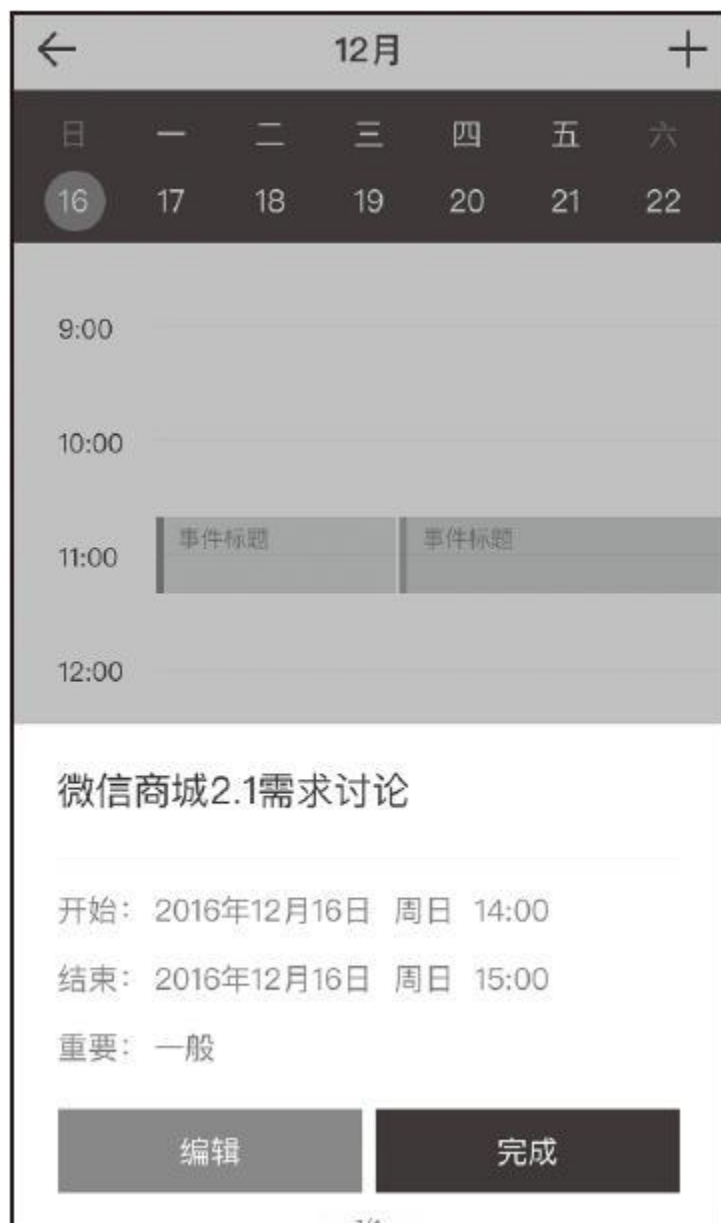 12月
日 一 二 三 四 五 六
16 17 18 19 20 21 22
9:00
10:00
事件标题 事件标题
11:00
12:00
微信商城2.1需求讨论
开始： 2016年12月16日 周日 14:00
结束： 2016年12月16日 周日 15:00
重要： 一般
编辑 完成